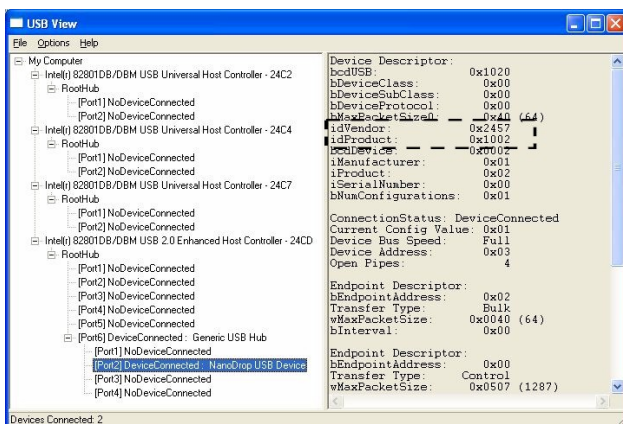 USB View
File Options Help
My Computer
Intel(r) 82801DB/DBM USB Universal Host Controller - 24C2
RootHub
[Port1] NoDeviceConnected
[Port2] NoDeviceConnected
Intel(r) 82801DB/DBM USB Universal Host Controller - 24C4
RootHub
[Port1] NoDeviceConnected
[Port2] NoDeviceConnected
Intel(r) 82801DB/DBM USB Universal Host Controller - 24C7
RootHub
[Port1] NoDeviceConnected
[Port2] NoDeviceConnected
Intel(r) 82801DB/DBM USB 2.0 Enhanced Host Controller - 24CD
RootHub
[Port1] NoDeviceConnected
[Port2] NoDeviceConnected
[Port3] NoDeviceConnected
[Port4] NoDeviceConnected
[Port5] NoDeviceConnected
[Port6] DeviceConnected : Generic USB Hub
[Port1] NoDeviceConnected
[Port2] DeviceConnected : NanoDrop USB Device
[Port3] NoDeviceConnected
[Port4] NoDeviceConnected
Device Descriptor:
bcdUSB: 0x1020
bDeviceClass: 0x00
bDeviceSubClass: 0x00
bDeviceProtocol: 0x00
bMaxPacketSize0: 0x40 (64)
idVendor: 0x2457
idProduct: 0x1002
bcdDevice: 0x0002
iManufacturer: 0x01
iProduct: 0x02
iSerialNumber: 0x00
bNumConfigurations: 0x01
ConnectionStatus: DeviceConnected
Current Config Value: 0x01
Device Bus Speed: Full
Device Address: 0x03
Open Pipes: 4
Endpoint Descriptor:
bEndpointAddress: 0x02
Transfer Type: Bulk
wMaxPacketSize: 0x0040 (64)
bInterval: 0x00
Endpoint Descriptor:
bEndpointAddress: 0x00
Transfer Type: Control
wMaxPacketSize: 0x0507 (1287)
Devices Connected: 2